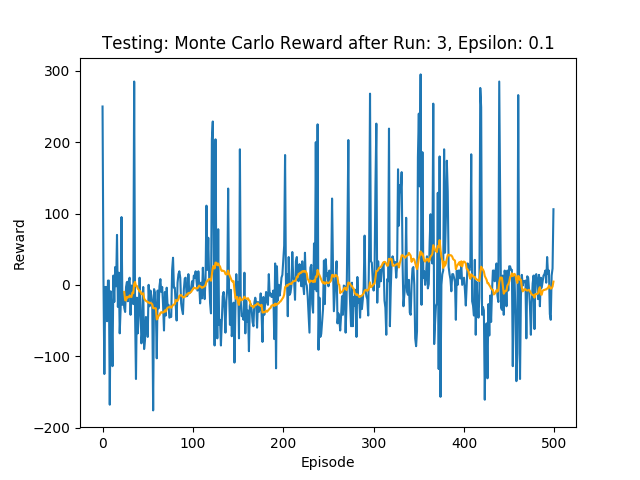 Testing: Monte Carlo Reward after Run: 3, Epsilon: 0.1
300
200
100
0
−100
−200
Reward
0 100 200 300 400 500
Episode